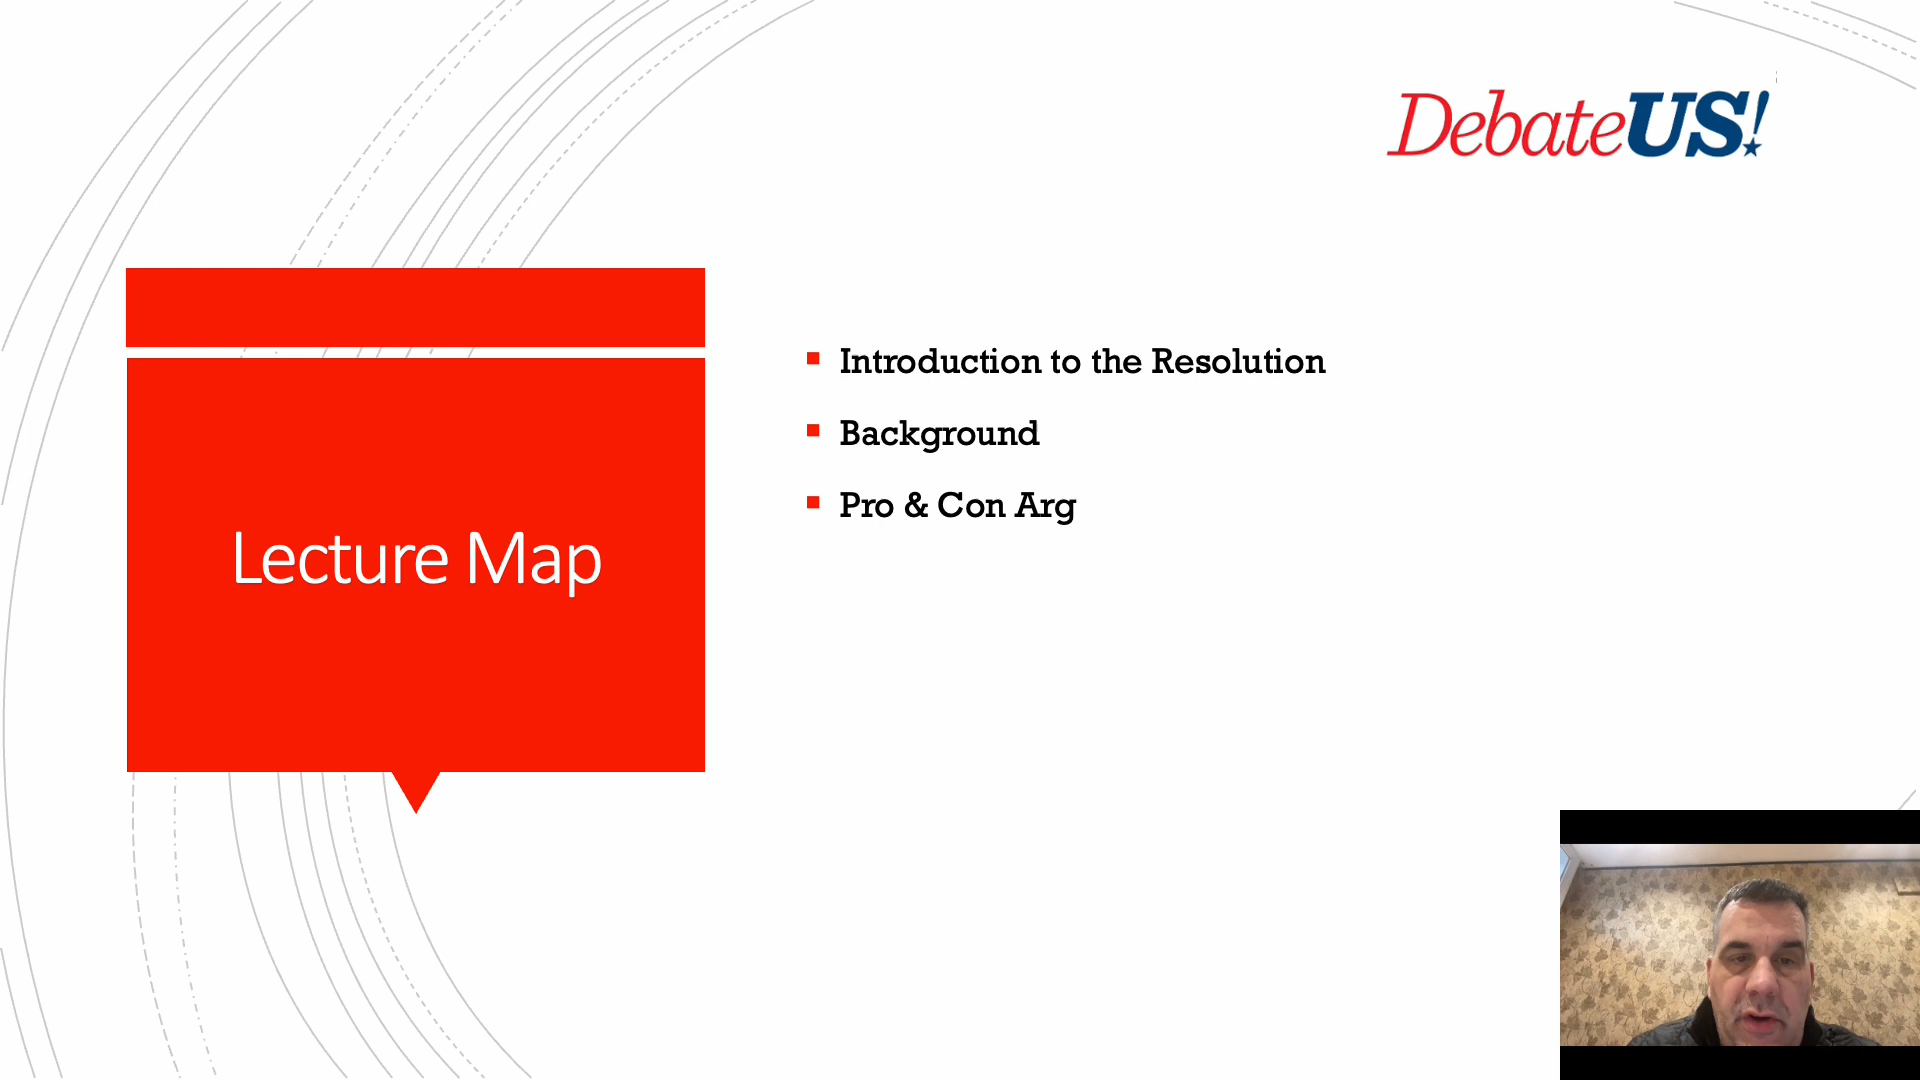 DebateUS!
Introduction to the Resolution
Background
Pro & Con Arg
Lecture Map